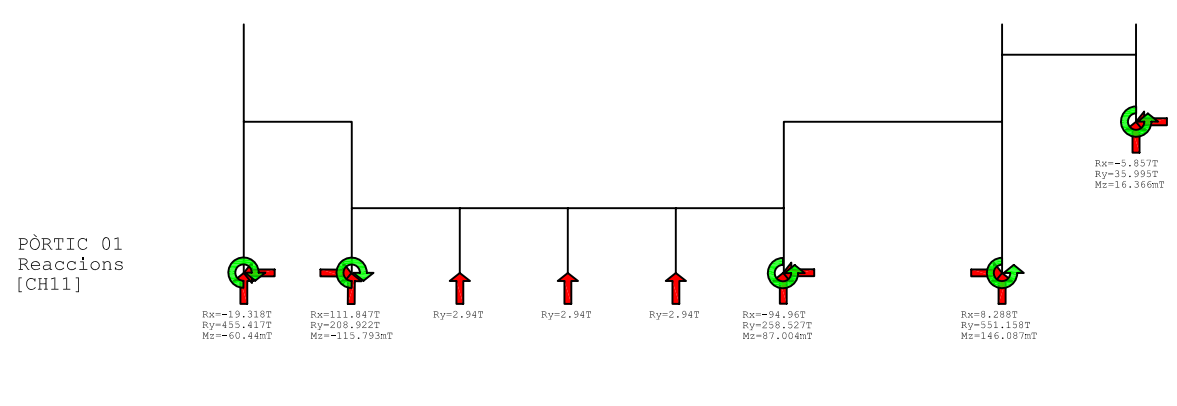 Rx=-5.857T
Ry=35.995T
Mz=16.366mT
PÒRTIC 01
Reaccions
[CH11]
Rx=-19.318T
Ry=455.417T
Mz=-60.44mT
Rx=111.847T
Ry=208.922T
Mz=-115.793mT
Ry=2.94T
Ry=2.94T
Ry=2.94T
Rx=-94.96T
Ry=258.527T
Mz=87.004mT
Rx=8.288T
Ry=551.158T
Mz=146.087mT